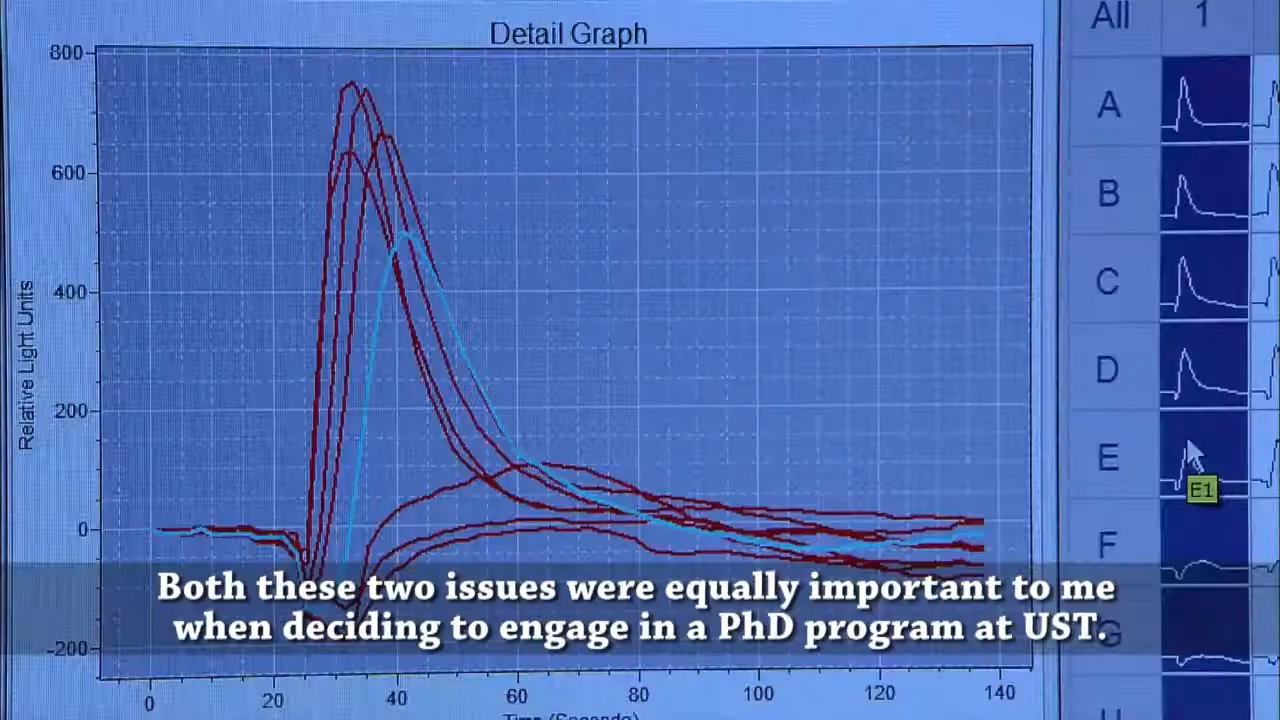 Detail Graph
All 1
800
600
400
200
0
-200
Relative Light Units
A
B
C
D
E
E1
F
G
0 20 40 60 80 100 120 140
Time (Seconds)
Both these two issues were equally important to me
when deciding to engage in a PhD program at UST.